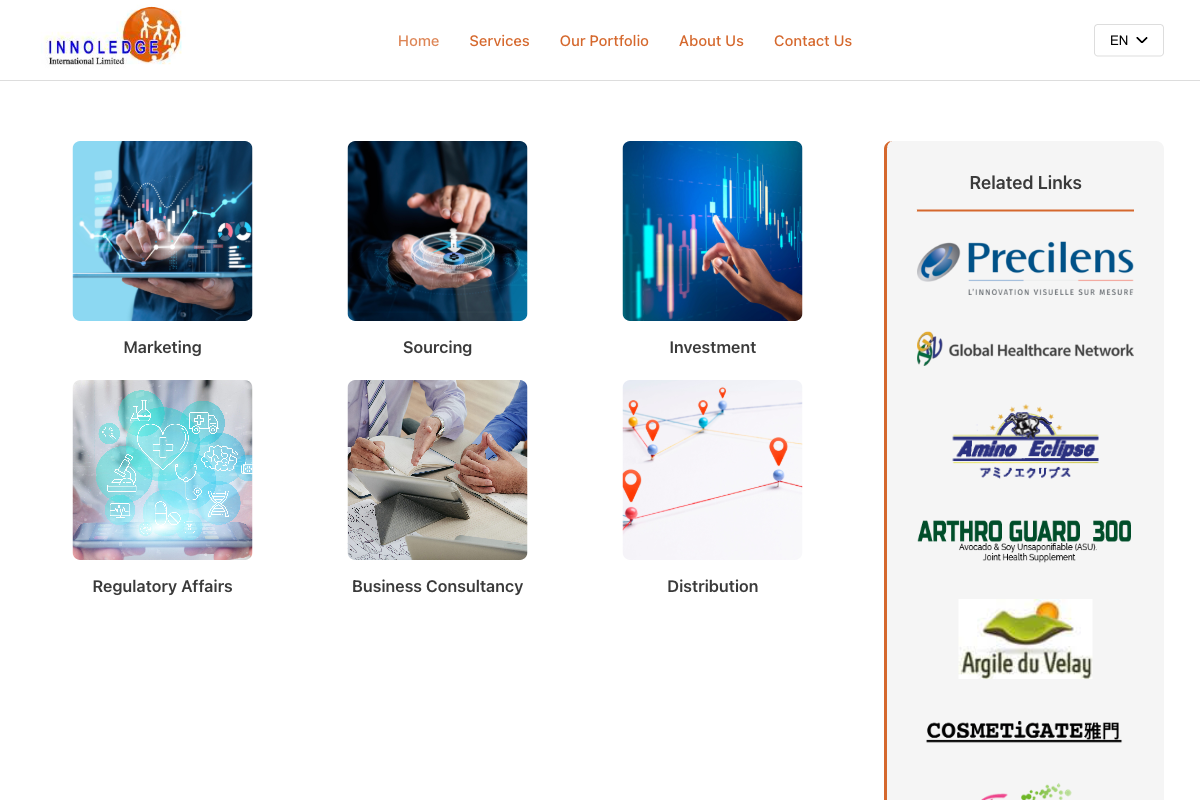 INNOLEDGE
International Limited
Home
Services
Our Portfolio
About Us
Contact Us
EN
Marketing
Sourcing
Investment
Regulatory Affairs
Business Consultancy
Distribution
Related Links
Precilens
L'INNOVATION VISUELLE SUR MESURE
Global Healthcare Network
Amino Eclipse
アミノエクリプス
ARTHRO GUARD 300
Avocado & Soy Unsaponifiable (ASU).
Joint Health Supplement
Argile du Velay
COSMETiGATE雅門